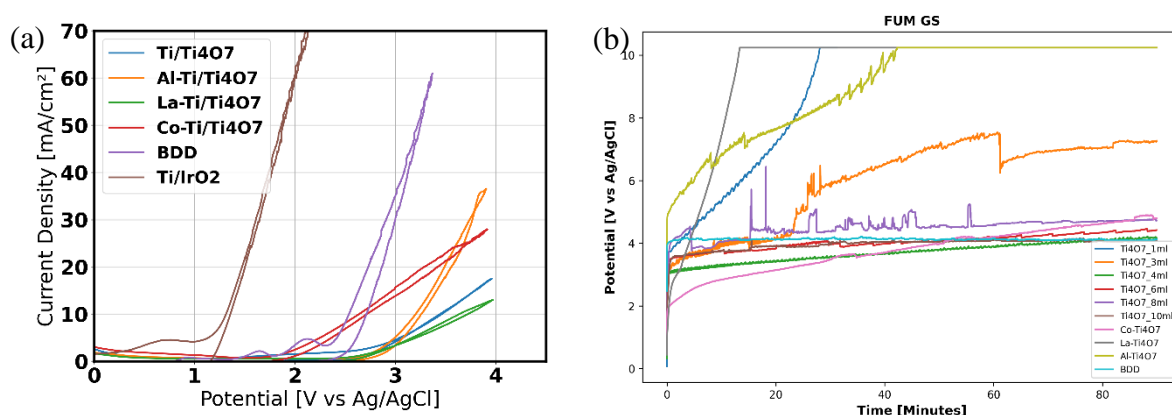 (a)
70
60
50
40
30
20
10
0
Current Density [mA/cm²]
Ti/Ti4O7
Al-Ti/Ti4O7
La-Ti/Ti4O7
Co-Ti/Ti4O7
BDD
Ti/IrO2
0 1 2 3 4
Potential [V vs Ag/AgCl]
(b)
FUM GS
10
8
6
4
2
0
Potential [V vs Ag/AgCl]
Ti4O7_1ml
Ti4O7_3ml
Ti4O7_4ml
Ti4O7_6ml
Ti4O7_8ml
Ti4O7_10ml
Co-Ti4O7
La-Ti4O7
Al-Ti4O7
BDD
0 20 40 60 80
Time [Minutes]